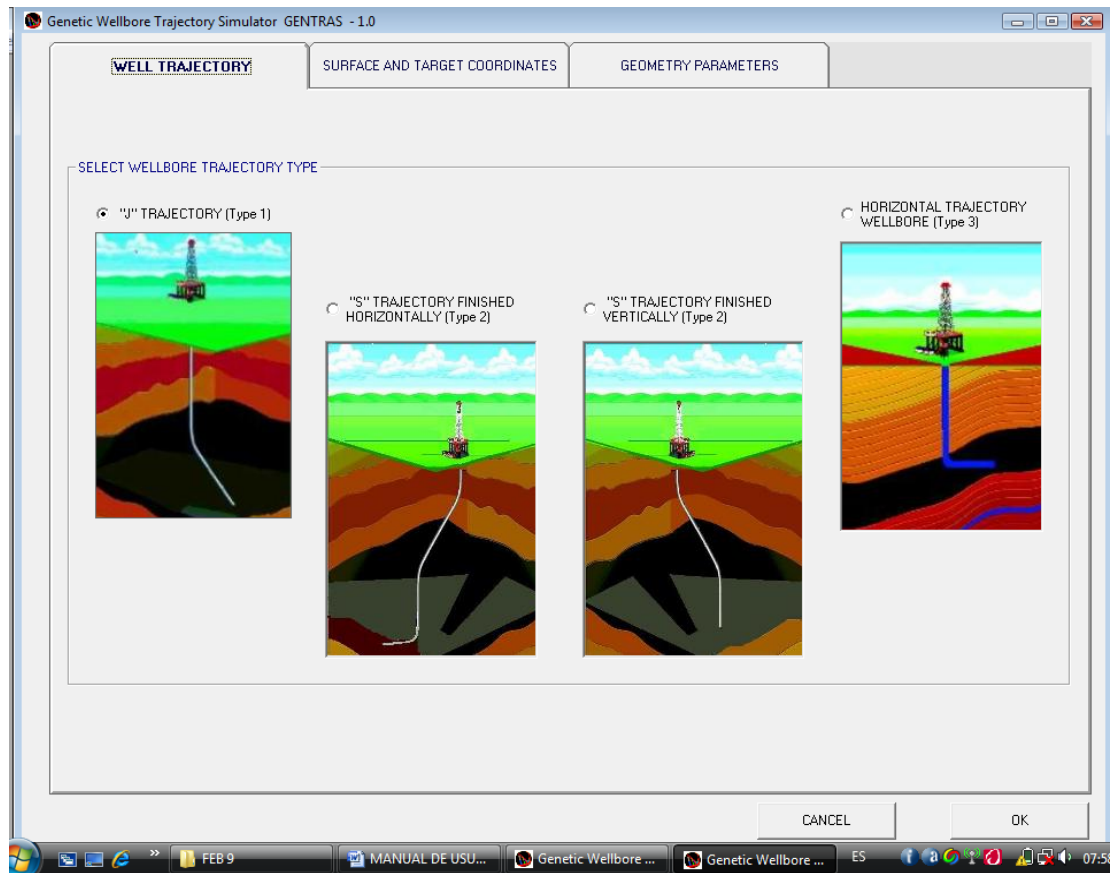 Genetic Wellbore Trajectory Simulator GENTRAS - 1.0
WELL TRAJECTORY
SURFACE AND TARGET COORDINATES
GEOMETRY PARAMETERS
SELECT WELLBORE TRAJECTORY TYPE
"J" TRAJECTORY (Type 1)
"S" TRAJECTORY FINISHED
HORIZONTALLY (Type 2)
"S" TRAJECTORY FINISHED
VERTICALLY (Type 2)
HORIZONTAL TRAJECTORY
WELLBORE (Type 3)
CANCEL
OK
FEB 9
MANUAL DE USU...
Genetic Wellbore ...
Genetic Wellbore ...
ES
07:58